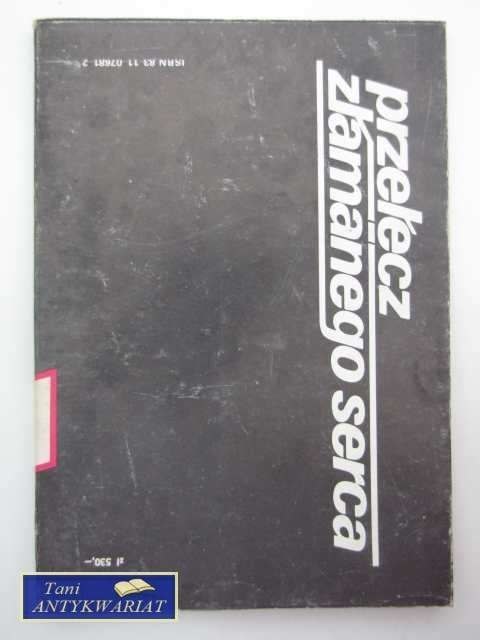 przełęcz
złamanego serca
ISBN 83-11-07681-2
zł 530,—
Tani
ANTYKWARIAT